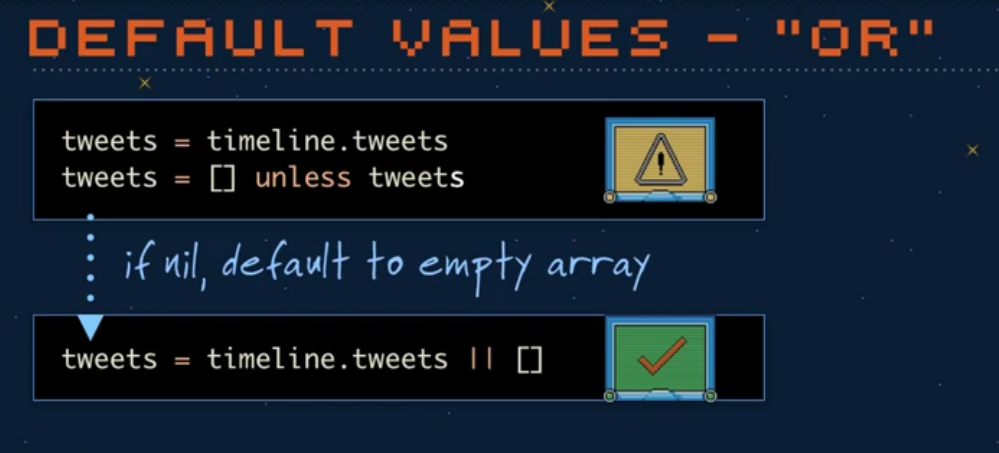 DEFAULT VALUES - "OR"
tweets = timeline.tweets
tweets = [] unless tweets
if nil, default to empty array
tweets = timeline.tweets || []